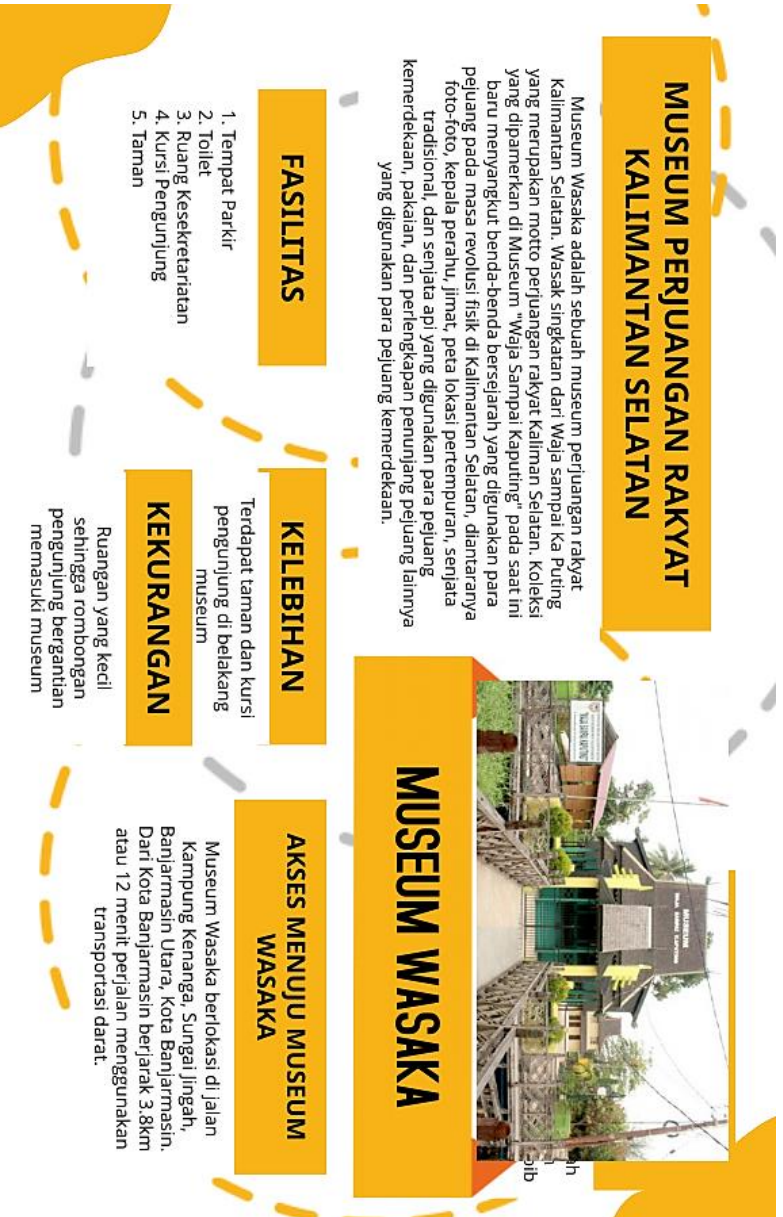 MUSEUM PERJUANGAN RAKYAT
KALIMANTAN SELATAN
Museum Wasaka adalah sebuah museum perjuangan rakyat
Kalimantan Selatan. Wasak singkatan dari Waja sampai Ka Puting
yang merupakan motto perjuangan rakyat Kaliman Selatan. Koleksi
yang dipamerkan di Museum "Waja Sampai Kaputing" pada saat ini
baru menyangkut benda-benda bersejarah yang digunakan para
pejuang pada masa revolusi fisik di Kalimantan Selatan, diantaranya
foto-foto, kepala perahu, jimat, peta lokasi pertempuran, senjata
tradisional, dan senjata api yang digunakan para pejuang
kemerdekaan, pakaian, dan perlengkapan penunjang pejuang lainnya
yang digunakan para pejuang kemerdekaan.
FASILITAS
1. Tempat Parkir
2. Toilet
3. Ruang Kesekretariatan
4. Kursi Pengunjung
5. Taman
KELEBIHAN
Terdapat taman dan kursi
pengunjung di belakang
museum
KEKURANGAN
Ruangan yang kecil
sehingga rombongan
pengunjung bergantian
memasuki museum
MUSEUM
WAJA SAMPAI KAPUTING
MUSEUM WASAKA
AKSES MENUJU MUSEUM
WASAKA
Museum Wasaka berlokasi di jalan
Kampung Kenanga, Sungai Jingah,
Banjarmasin Utara, Kota Banjarmasin.
Dari Kota Banjarmasin berjarak 3.8km
atau 12 menit perjalan menggunakan
transportasi darat.